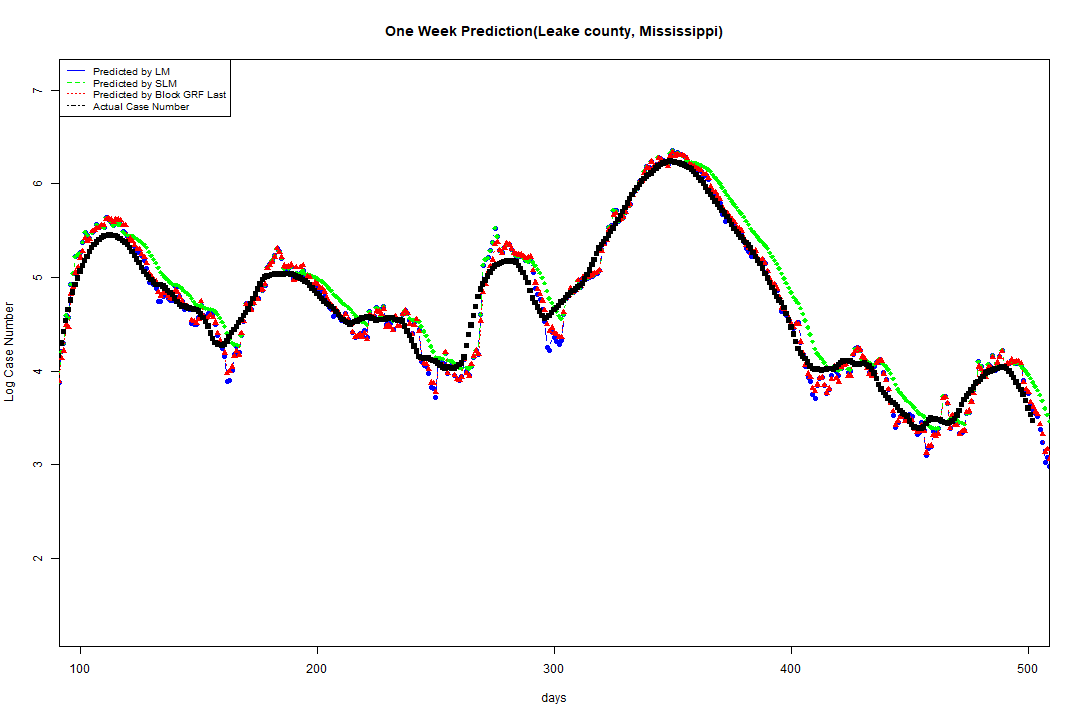 One Week Prediction(Leake county, Mississippi)
Predicted by LM
Predicted by SLM
Predicted by Block GRF Last
Actual Case Number
7
6
5
4
3
2
Log Case Number
100 200 300 400 500
days